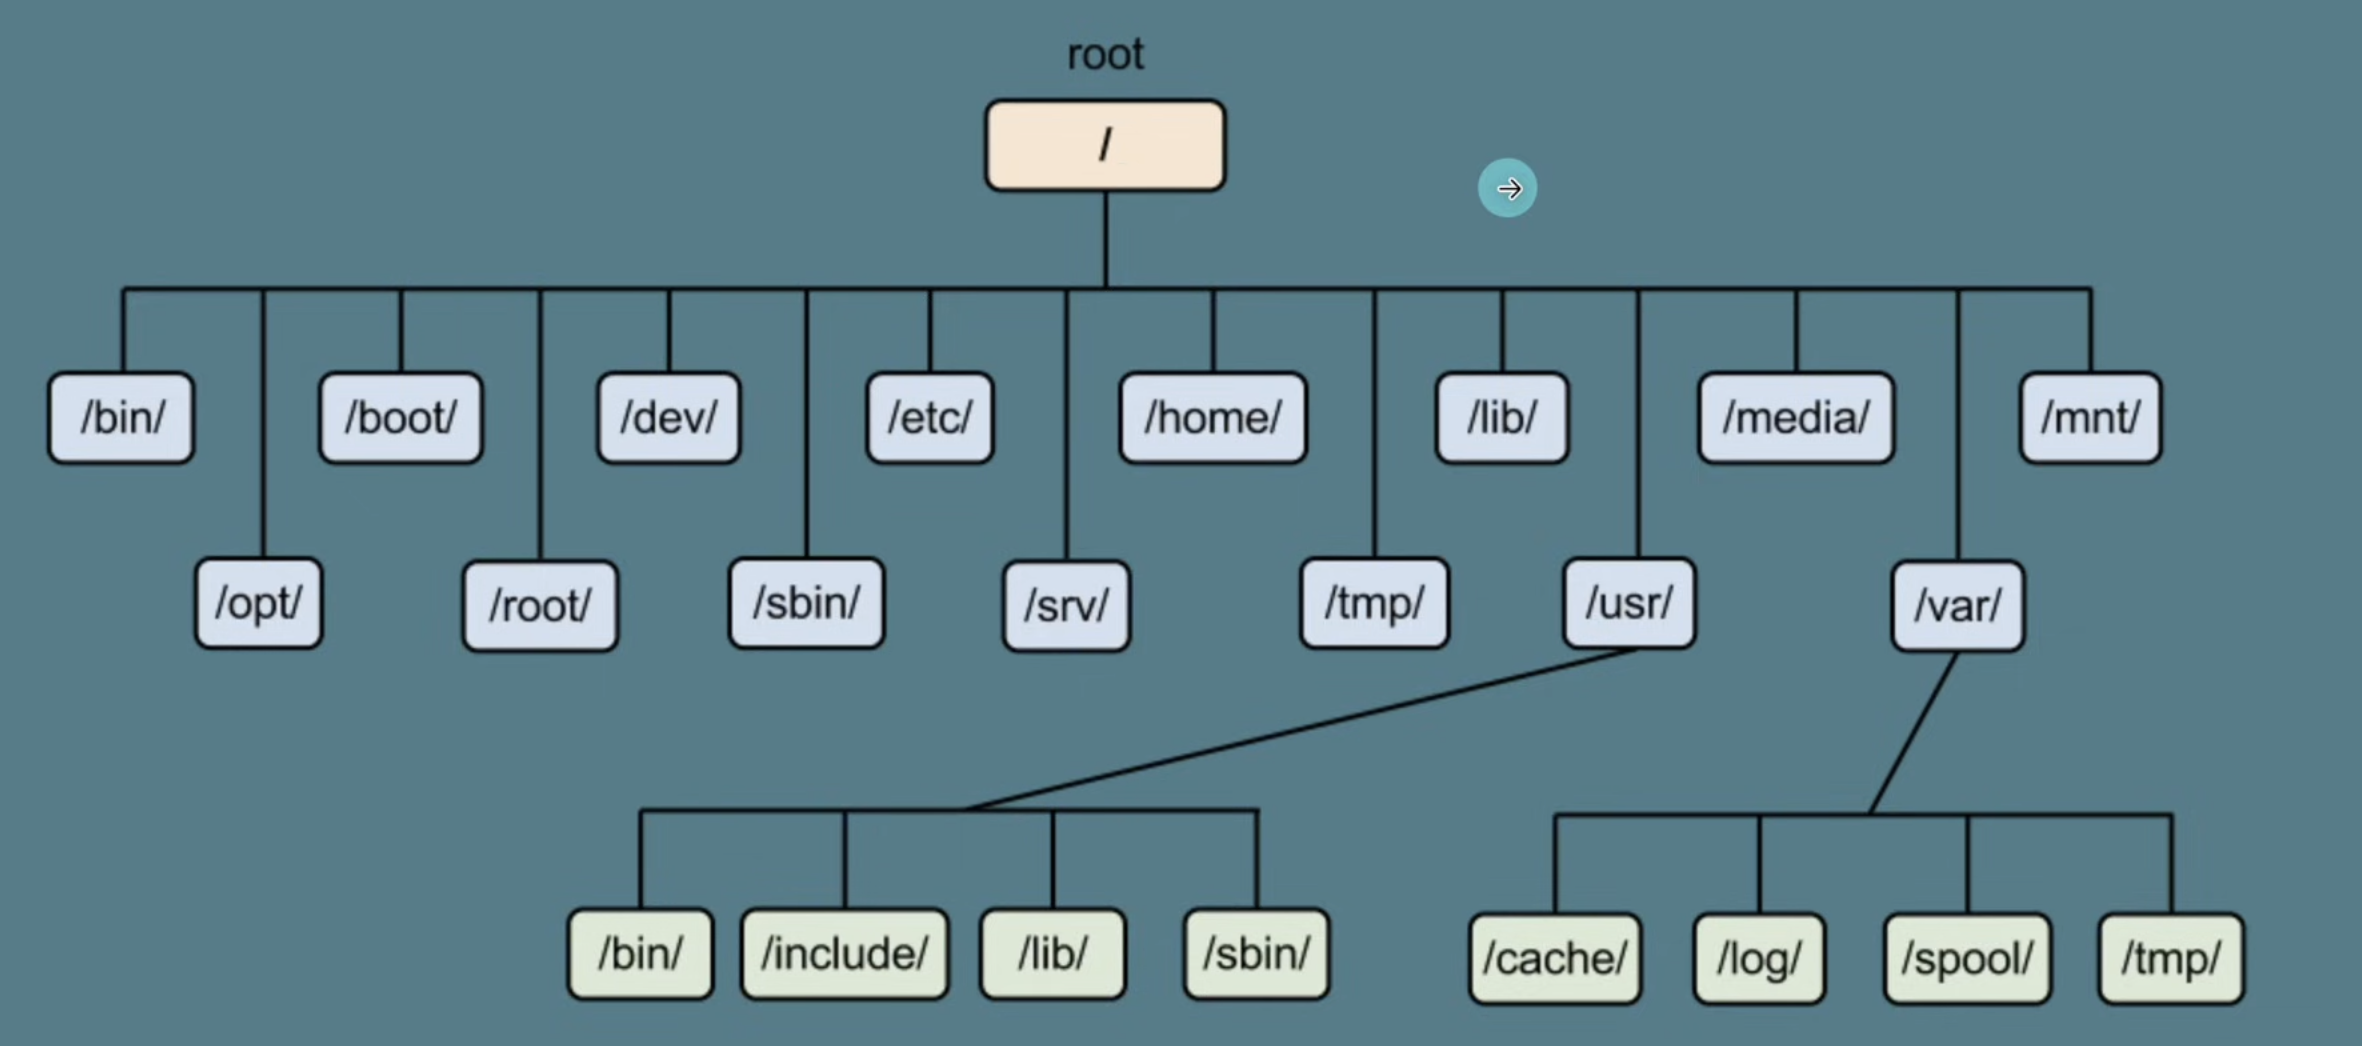 root
/
/bin/
/boot/
/dev/
/etc/
/home/
/lib/
/media/
/mnt/
/opt/
/root/
/sbin/
/srv/
/tmp/
/usr/
/var/
/bin/
/include/
/lib/
/sbin/
/cache/
/log/
/spool/
/tmp/